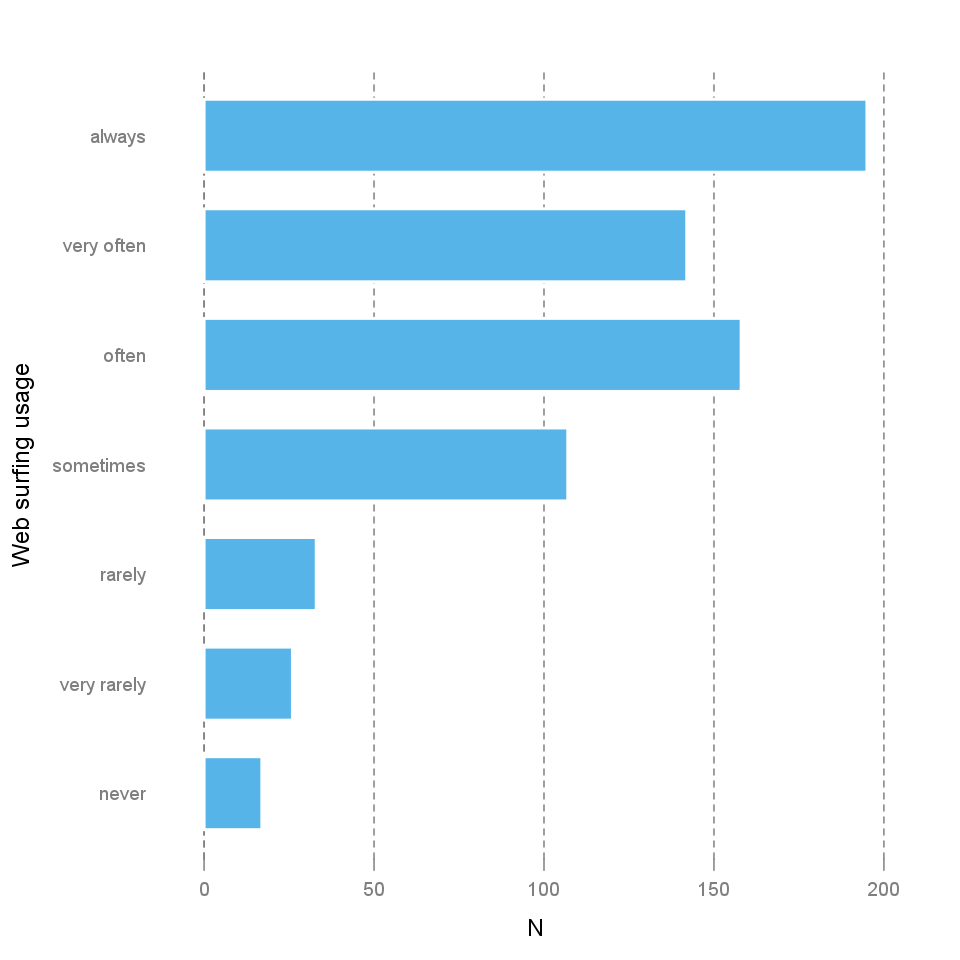 always
very often
often
sometimes
rarely
very rarely
never
Web surfing usage
0 50 100 150 200
N